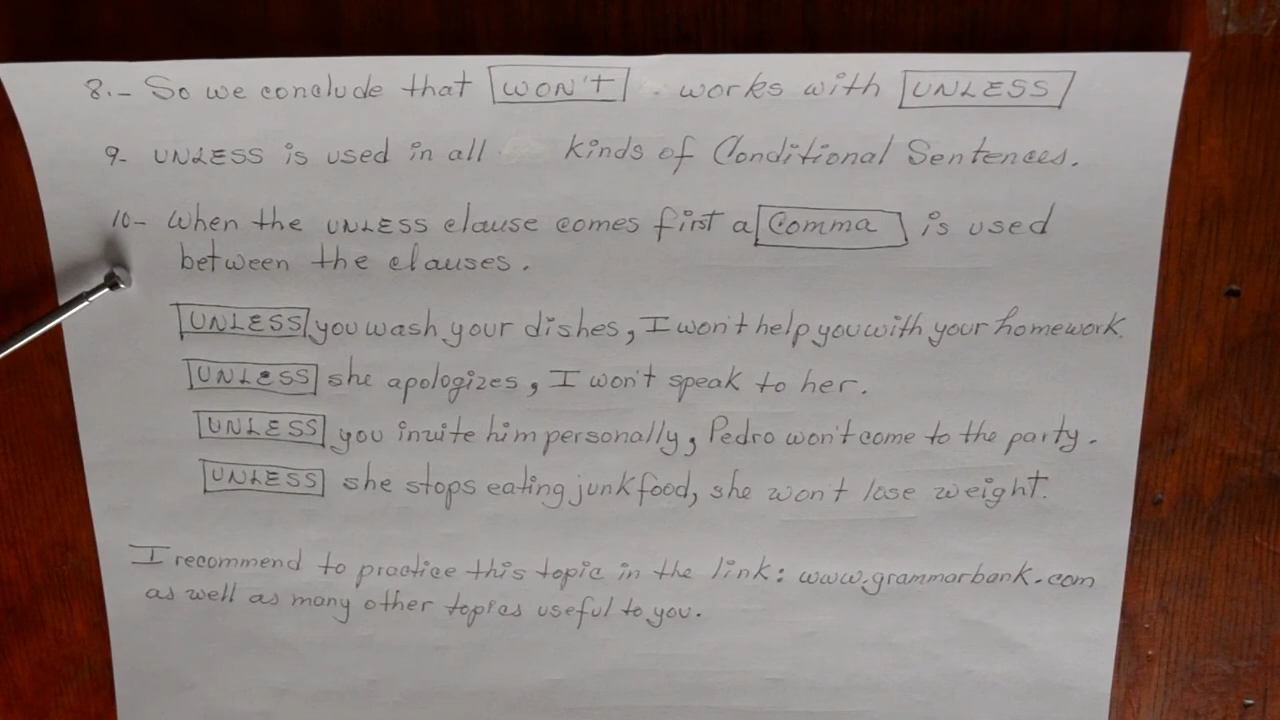 8.- So we conclude that WON'T works with UNLESS
9- UNLESS is used in all kinds of Conditional Sentences.
10- When the UNLESS clause comes first a Comma is used
between the clauses.
UNLESS you wash your dishes, I won't help you with your homework.
UNLESS she apologizes, I won't speak to her.
UNLESS you invite him personally, Pedro won't come to the party.
UNLESS she stops eating junk food, she won't lose weight.
I recommend to practice this topic in the link: www.grammarbank.com
as well as many other topics useful to you.